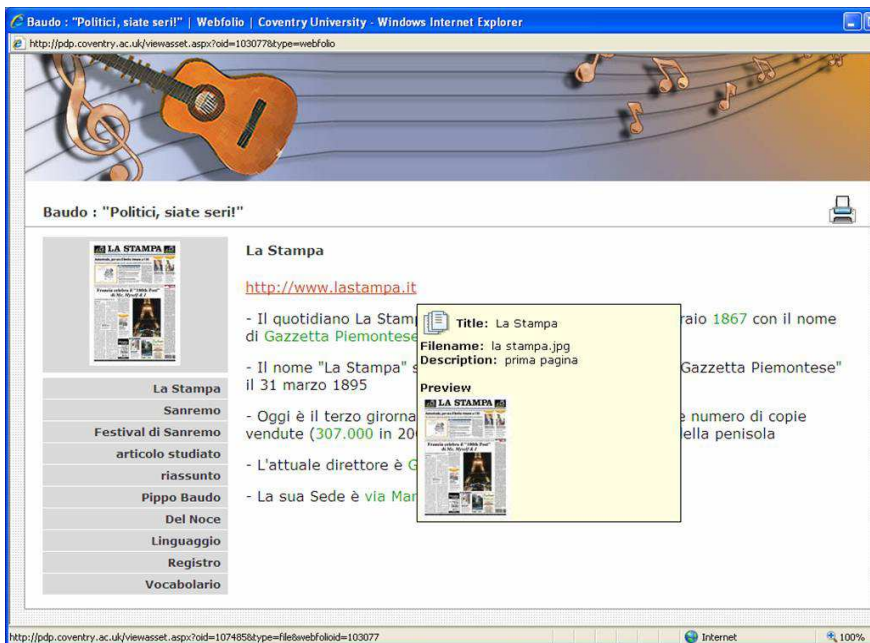 Baudo : "Politici, siate seri!" | Webfolio | Coventry University - Windows Internet Explorer
http://pdp.coventry.ac.uk/viewasset.aspx?oid=103077&type=webfolio
Baudo : "Politici, siate seri!"
LA STAMPA
La Stampa
Sanremo
Festival di Sanremo
articolo studiato
riassunto
Pippo Baudo
Del Noce
Linguaggio
Registro
Vocabolario
La Stampa
http://www.lastampa.it
- Il quotidiano La Stam raio 1867 con il nome
di Gazzetta Piemontese
- Il nome "La Stampa" s Gazzetta Piemontese"
il 31 marzo 1895
- Oggi è il terzo girorna e numero di copie
vendute (307.000 in 20 ella penisola
- L'attuale direttore è G
- La sua Sede è via Mar
Title: La Stampa
Filename: la stampa.jpg
Description: prima pagina
Preview
LA STAMPA
http://pdp.coventry.ac.uk/viewasset.aspx?oid=107485&type=file&webfolioid=103077
Internet
100%